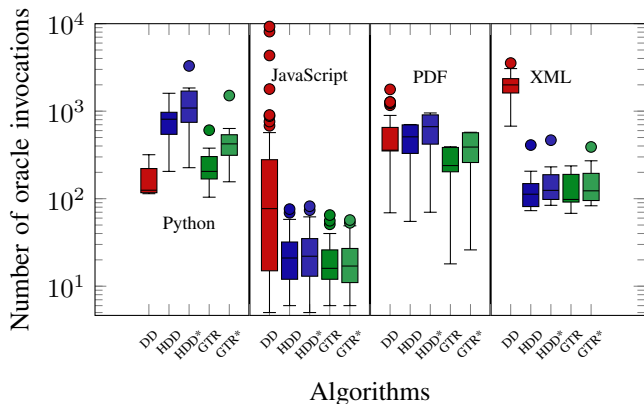 Number of oracle invocations
10^4
10^3
10^2
10^1
Python
JavaScript
PDF
XML
DD HDD HDD* GTR GTR* DD HDD HDD* GTR GTR* DD HDD HDD* GTR GTR* DD HDD HDD* GTR GTR*
Algorithms